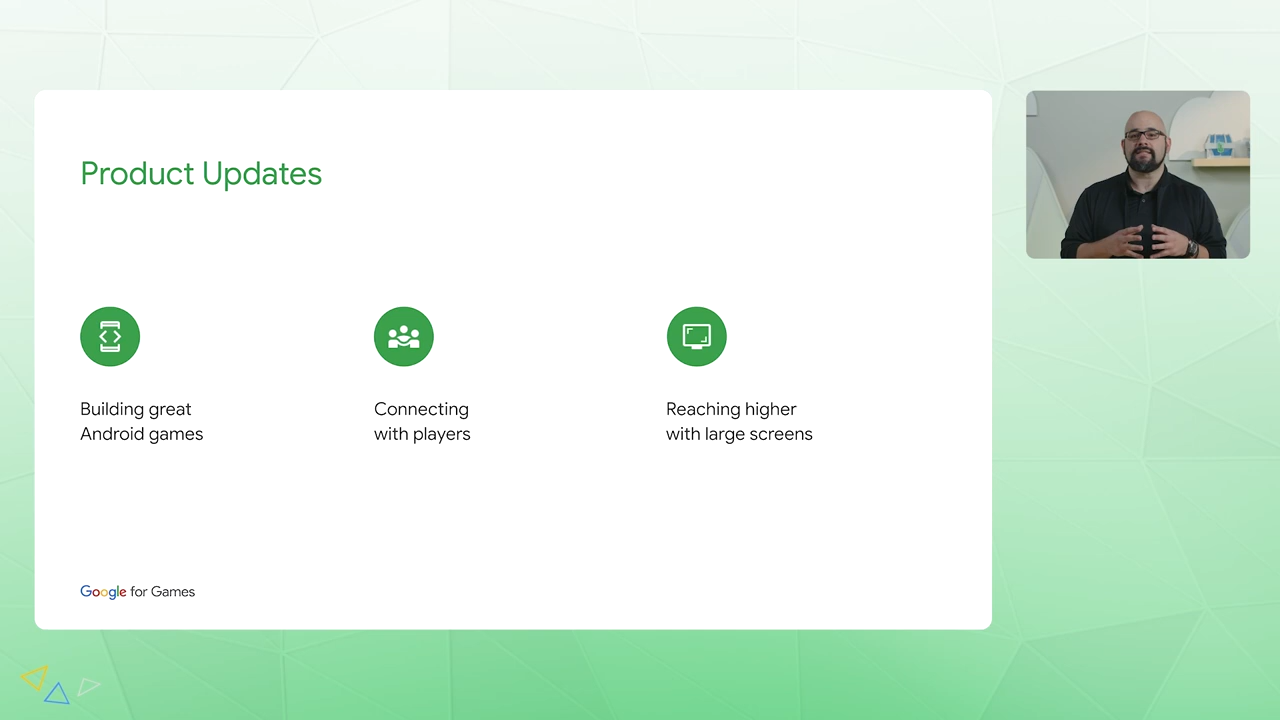 Product Updates
Building great
Android games
Connecting
with players
Reaching higher
with large screens
Google for Games